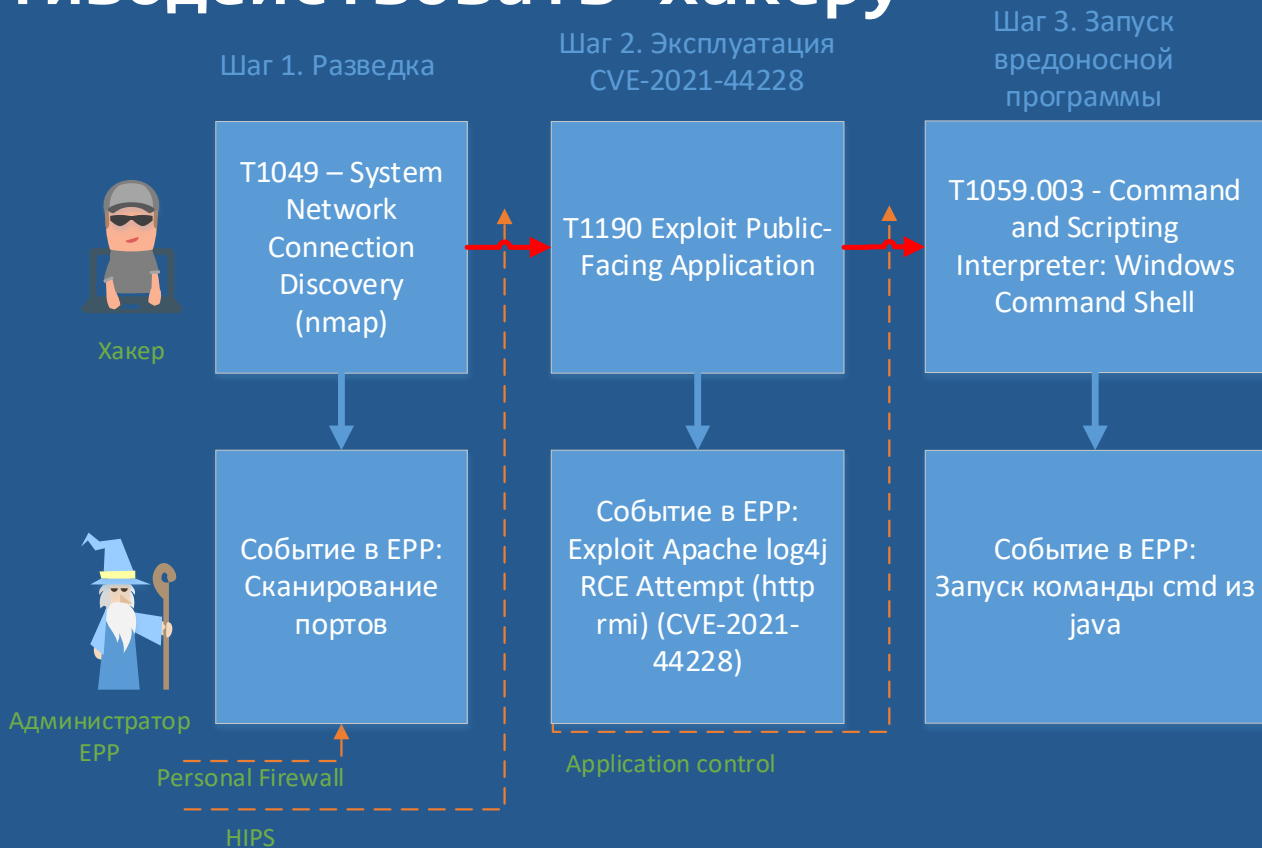 хакеру
Шаг 1. Разведка
Шаг 2. Эксплуатация
CVE-2021-44228
Шаг 3. Запуск
вредоносной
программы
T1049 – System
Network
Connection
Discovery
(nmap)
T1190 Exploit Public-
Facing Application
T1059.003 - Command
and Scripting
Interpreter: Windows
Command Shell
Хакер
Событие в EPP:
Сканирование
портов
Событие в EPP:
Exploit Apache log4j
RCE Attempt (http
rmi) (CVE-2021-
44228)
Событие в EPP:
Запуск команды cmd из
java
Администратор
EPP
Personal Firewall
HIPS
Application control